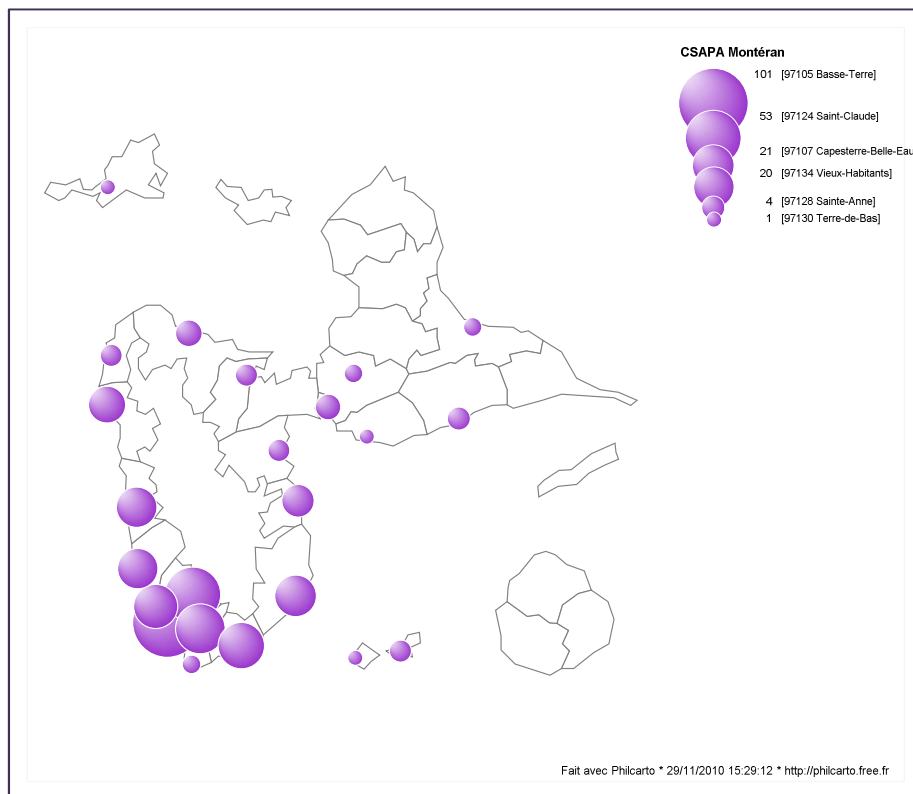 CSAPA Montéran
101 [97105 Basse-Terre]
53 [97124 Saint-Claude]
21 [97107 Capesterre-Belle-Eau
20 [97134 Vieux-Habitants]
4 [97128 Sainte-Anne]
1 [97130 Terre-de-Bas]
Fait avec Philcarto * 29/11/2010 15:29:12 * http://philcarto.free.fr